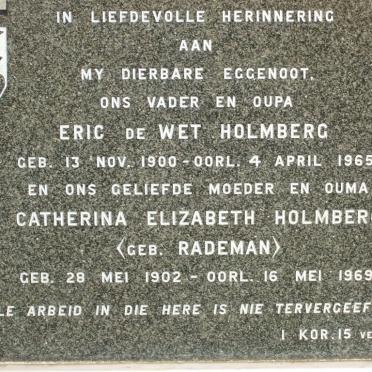 IN LIEFDEVOLLE HERINNERING
AAN
MY DIERBARE EGGENOOT,
ONS VADER EN OUPA
ERIC DE WET HOLMBERG
GEB. 13 NOV. 1900 - OORL. 4 APRIL 1965
EN ONS GELIEFDE MOEDER EN OUMA
CATHERINA ELIZABETH HOLMBERG
(GEB. RADEMAN)
GEB. 28 MEI 1902 - OORL. 16 MEI 1969
ARBEID IN DIE HERE IS NIE
1 KOR. 15